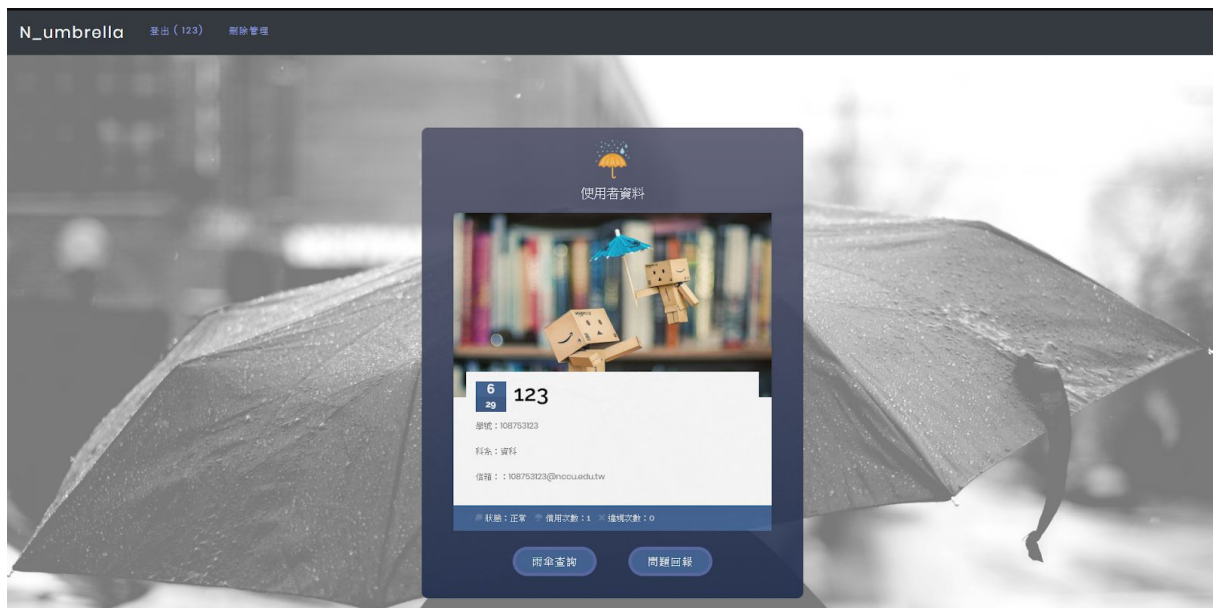 N_umbrella 登出（123） 刪除管理
使用者資料
6
29
123
學號：108753123
科系：資科
信箱：：108753123@nccu.edu.tw
狀態：正常 借用次數：1 違規次數：0
雨傘查詢 問題回報